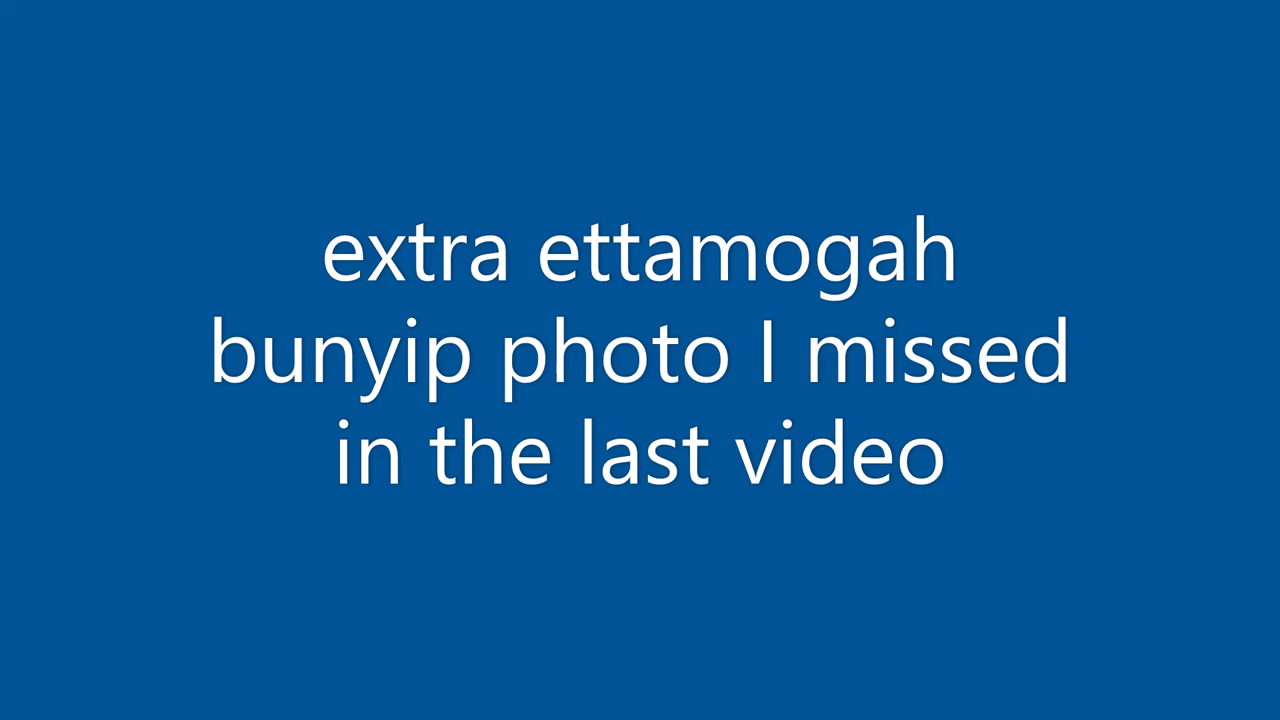 extra ettamogah
bunyip photo I missed
in the last video